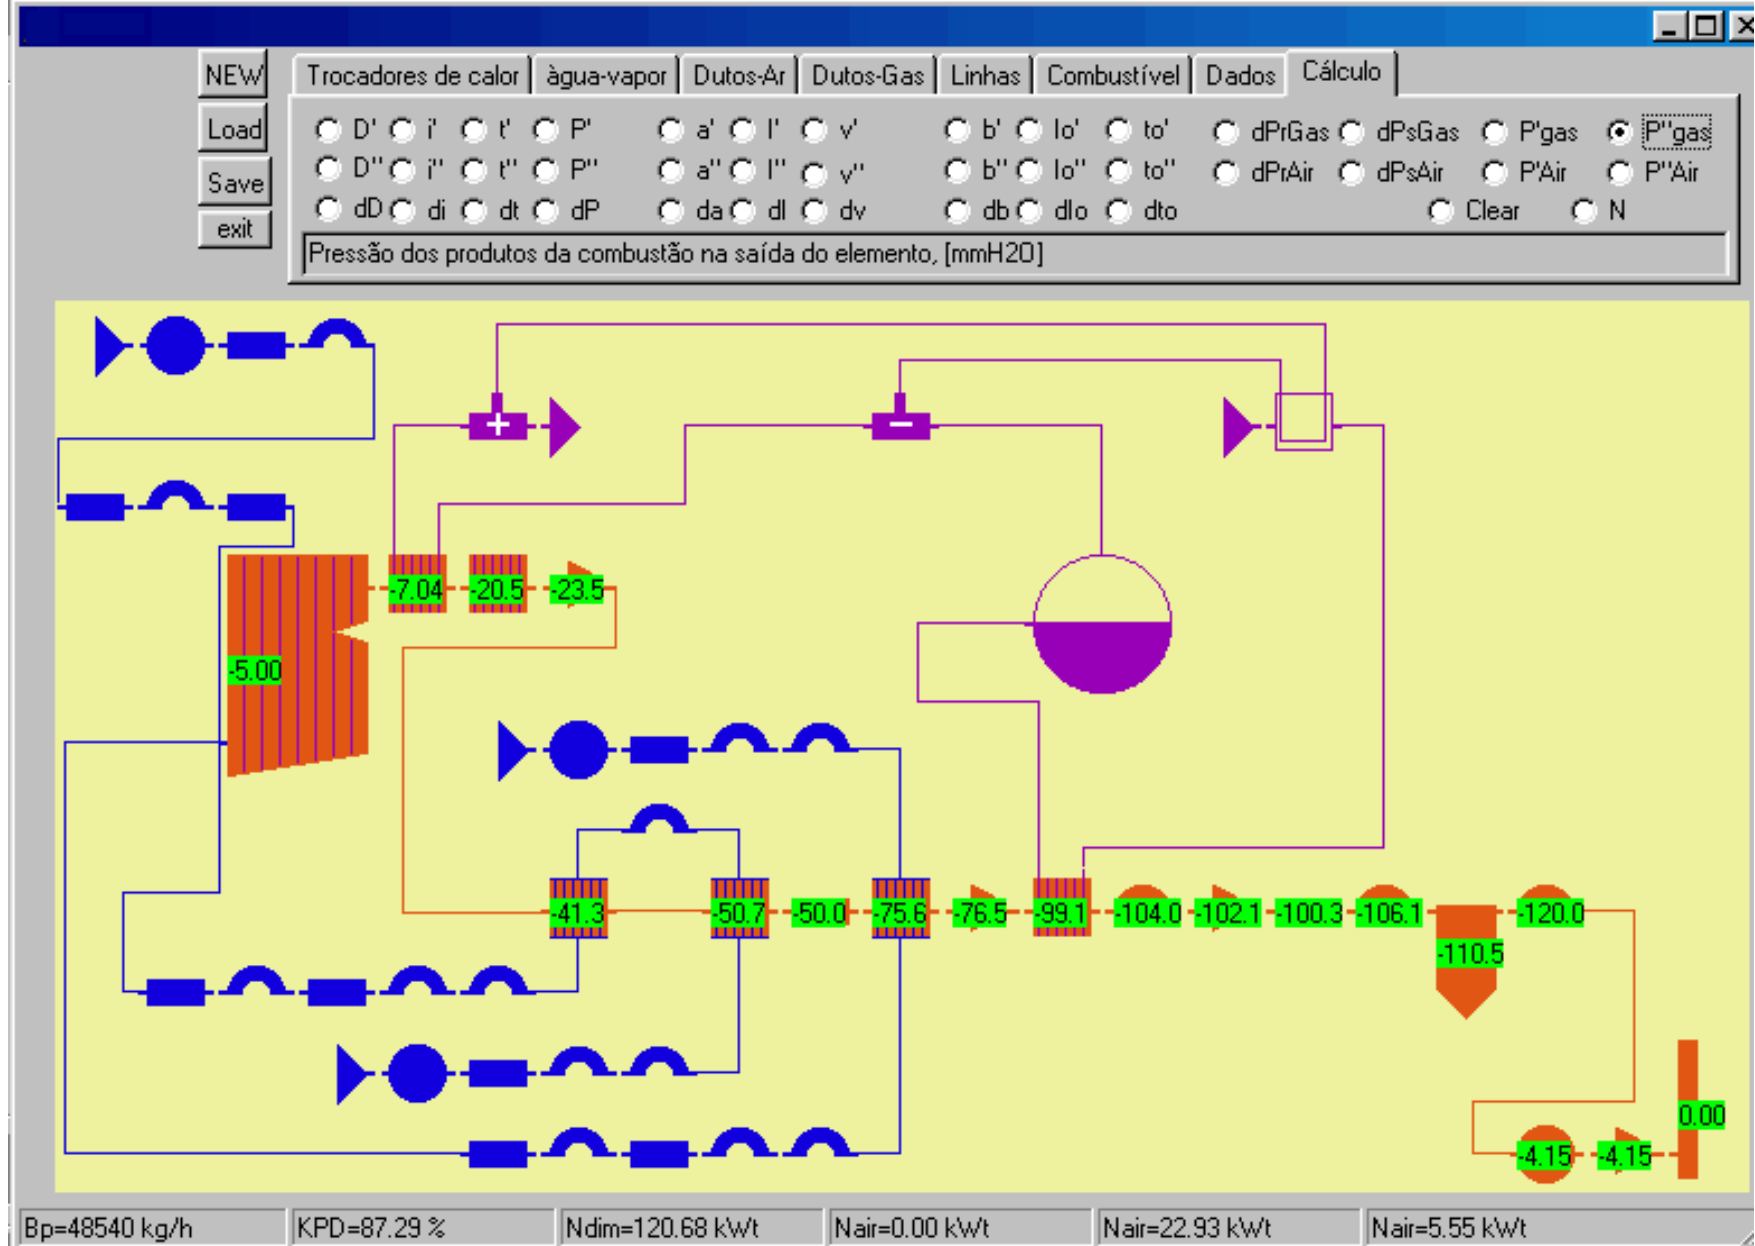 NEW
Trocadores de calor àgua-vapor Dutos-Ar Dutos-Gas Linhas Combustível Dados Cálculo
Load
D' i' t' P' a' l' v' b' Io' to' dPrGas dPsGas P'gas P''gas
Save
D'' i'' t'' P'' a'' l'' v'' b'' Io'' to'' dPrAir dPsAir P'Air P''Air
exit
dD di dt dP da dl dv db dIo dto Clear N
Pressão dos produtos da combustão na saída do elemento, [mmH2O]
+
−
-7.04 -20.5 -23.5
-5.00
-41.3 -50.7 -50.0 -75.6 -76.5 -99.1 -104.0 -102.1 -100.3 -106.1 -120.0
-110.5
0.00
-4.15 -4.15
Bp=48540 kg/h KPD=87.29 % Ndim=120.68 kWt Nair=0.00 kWt Nair=22.93 kWt Nair=5.55 kWt